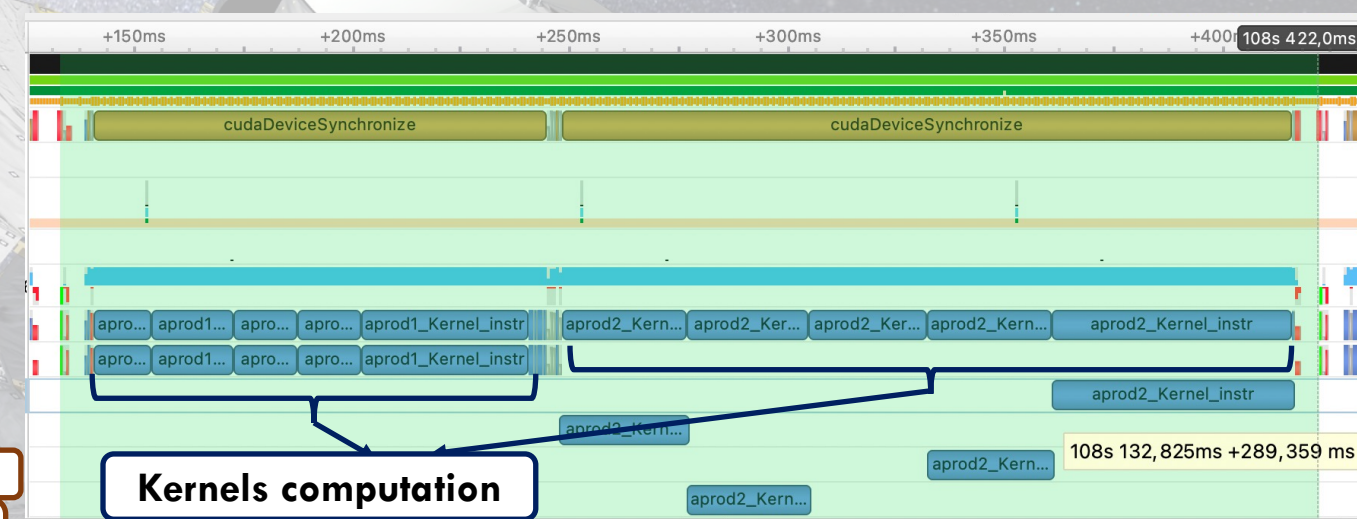 +150ms +200ms +250ms +300ms +350ms +400 108s 422,0ms
cudaDeviceSynchronize cudaDeviceSynchronize
apro... aprod1... apro... apro... aprod1_Kernel_instr aprod2_Kern... aprod2_Ker... aprod2_Ker... aprod2_Kern... aprod2_Kernel_instr
apro... aprod1... apro... apro... aprod1_Kernel_instr
aprod2_Kernel_instr
aprod2_Kern...
108s 132,825ms +289,359 ms
aprod2_Kern...
Kernels computation
aprod2_Kern...